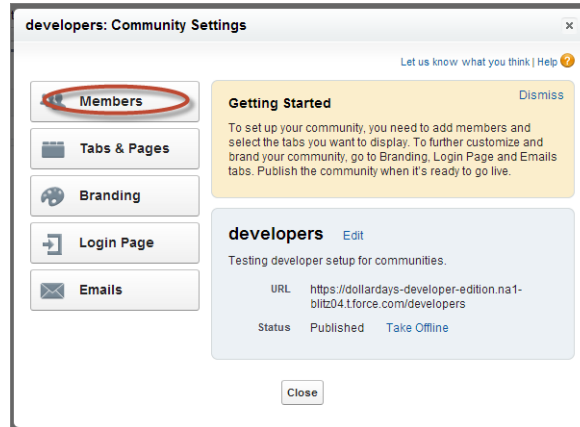 developers: Community Settings
Let us know what you think | Help
Members
Tabs & Pages
Branding
Login Page
Emails
Getting Started
Dismiss
To set up your community, you need to add members and
select the tabs you want to display. To further customize and
brand your community, go to Branding, Login Page and Emails
tabs. Publish the community when it's ready to go live.
developers Edit
Testing developer setup for communities.
URL https://dollardays-developer-edition.na1-
blitz04.t.force.com/developers
Status Published Take Offline
Close